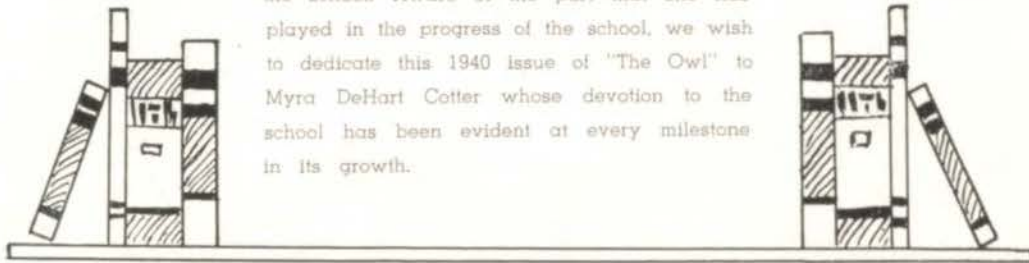 played in the progress of the school, we wish
to dedicate this 1940 issue of "The Owl" to
Myra DeHart Cotter whose devotion to the
school has been evident at every milestone
in its growth.